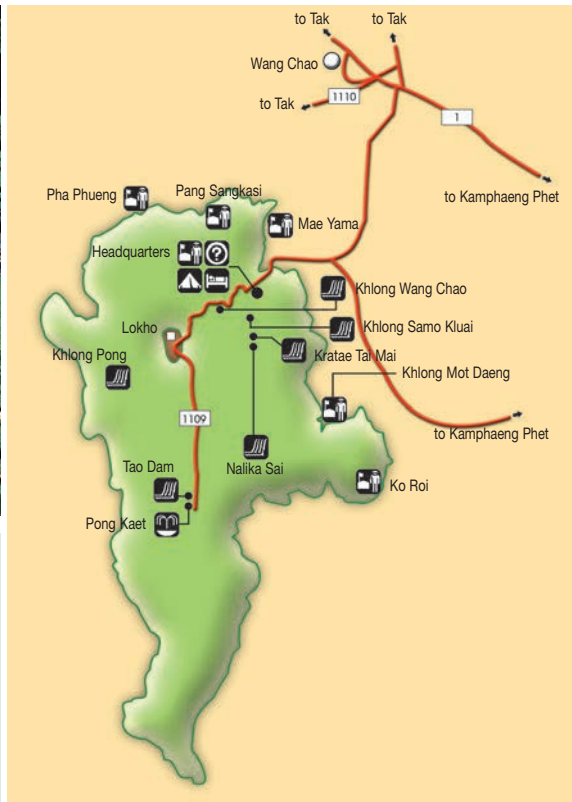 to Tak
to Tak
Wang Chao
to Tak
1110
1
to Kamphaeng Phet
Pha Phueng
Pang Sangkasi
Mae Yama
Headquarters
?
Khlong Wang Chao
Lokho
Khlong Samo Kluai
Khlong Pong
Kratae Tai Mai
Khlong Mot Daeng
1109
to Kamphaeng Phet
Tao Dam
Nalika Sai
Ko Roi
Pong Kaet